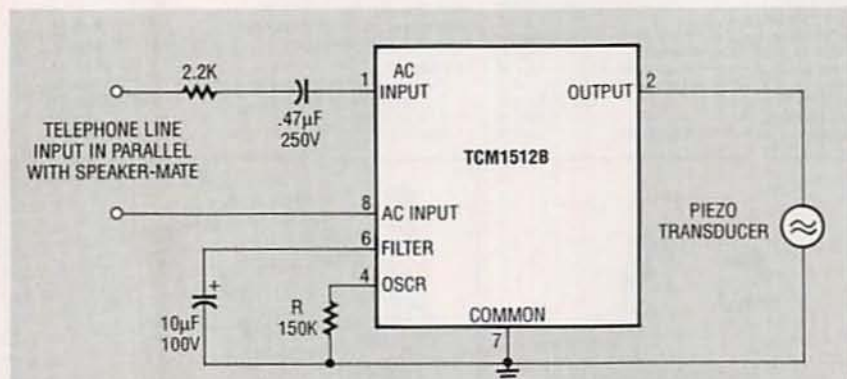 2.2K
.47µF
250V
1
AC
INPUT
OUTPUT
2
TELEPHONE LINE
INPUT IN PARALLEL
WITH SPEAKER-MATE
TCM1512B
8
AC INPUT
6
FILTER
4
OSCR
PIEZO
TRANSDUCER
10µF
100V
+
R
150K
COMMON
7